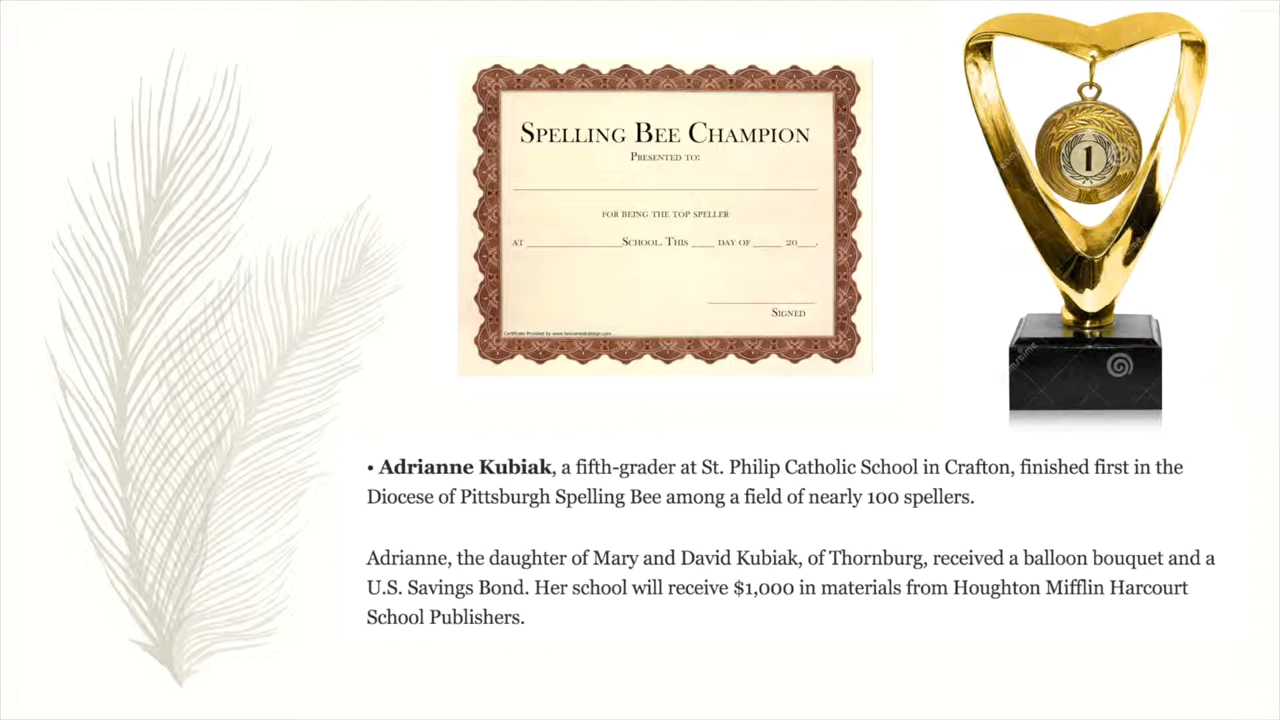 SPELLING BEE CHAMPION
PRESENTED TO:
FOR BEING THE TOP SPELLER
AT ____________ SCHOOL. THIS ____ DAY OF _____ 20___.
SIGNED
1
• Adrianne Kubiak, a fifth-grader at St. Philip Catholic School in Crafton, finished first in the
Diocese of Pittsburgh Spelling Bee among a field of nearly 100 spellers.
Adrianne, the daughter of Mary and David Kubiak, of Thornburg, received a balloon bouquet and a
U.S. Savings Bond. Her school will receive $1,000 in materials from Houghton Mifflin Harcourt
School Publishers.